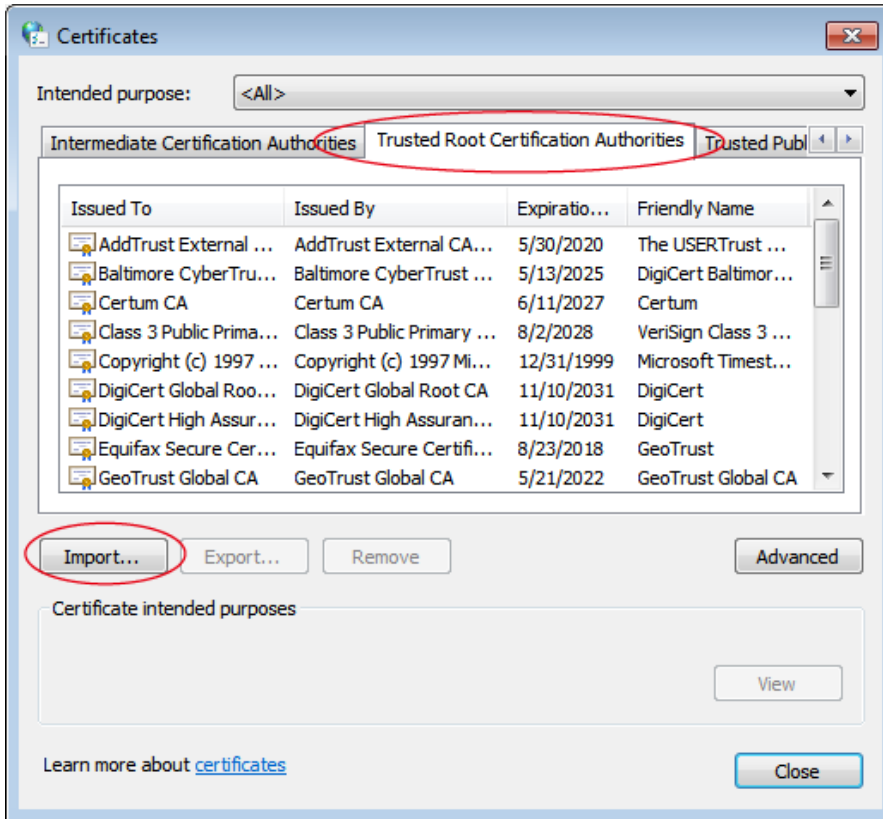 Certificates
Intended purpose: <All>
Intermediate Certification Authorities Trusted Root Certification Authorities Trusted Publ
Issued To Issued By Expiratio... Friendly Name
AddTrust External ... AddTrust External CA... 5/30/2020 The USERTrust ...
Baltimore CyberTru... Baltimore CyberTrust ... 5/13/2025 DigiCert Baltimor...
Certum CA Certum CA 6/11/2027 Certum
Class 3 Public Prima... Class 3 Public Primary ... 8/2/2028 VeriSign Class 3 ...
Copyright (c) 1997 ... Copyright (c) 1997 Mi... 12/31/1999 Microsoft Timest...
DigiCert Global Roo... DigiCert Global Root CA 11/10/2031 DigiCert
DigiCert High Assur... DigiCert High Assuran... 11/10/2031 DigiCert
Equifax Secure Cer... Equifax Secure Certifi... 8/23/2018 GeoTrust
GeoTrust Global CA GeoTrust Global CA 5/21/2022 GeoTrust Global CA
Import... Export... Remove Advanced
Certificate intended purposes
View
Learn more about certificates
Close